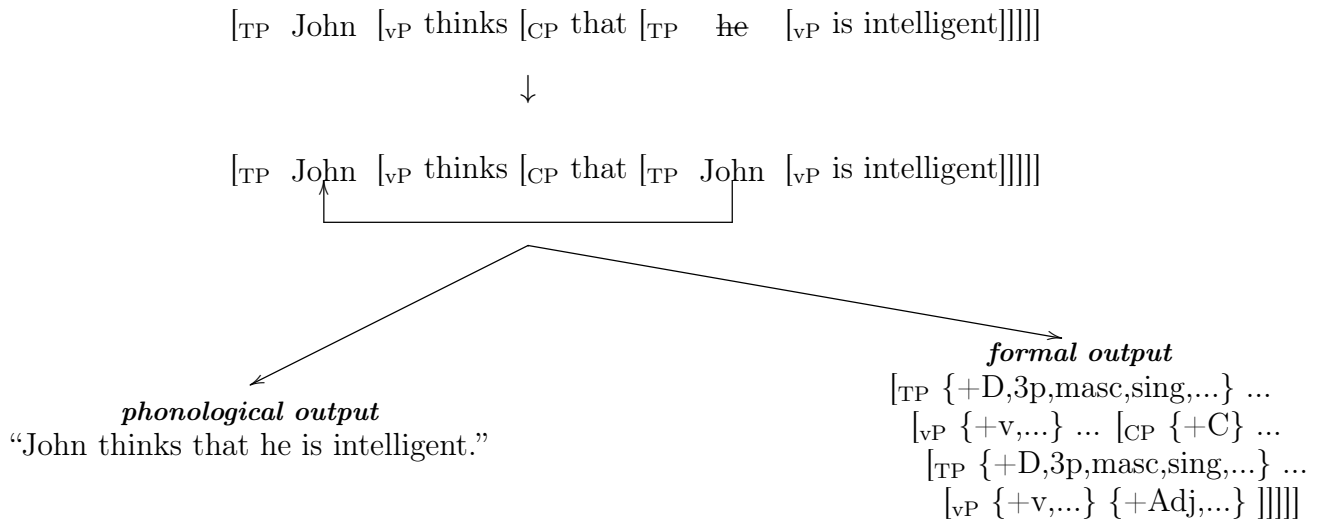 [TP John [vP thinks [CP that [TP he [vP is intelligent]]]]]
↓
[TP John [vP thinks [CP that [TP John [vP is intelligent]]]]]
formal output
[TP {+D,3p,masc,sing,...} ...
[vP {+v,...} ... [CP {+C} ...
[TP {+D,3p,masc,sing,...} ...
[vP {+v,...} {+Adj,...} ]]]]]
phonological output
“John thinks that he is intelligent.”